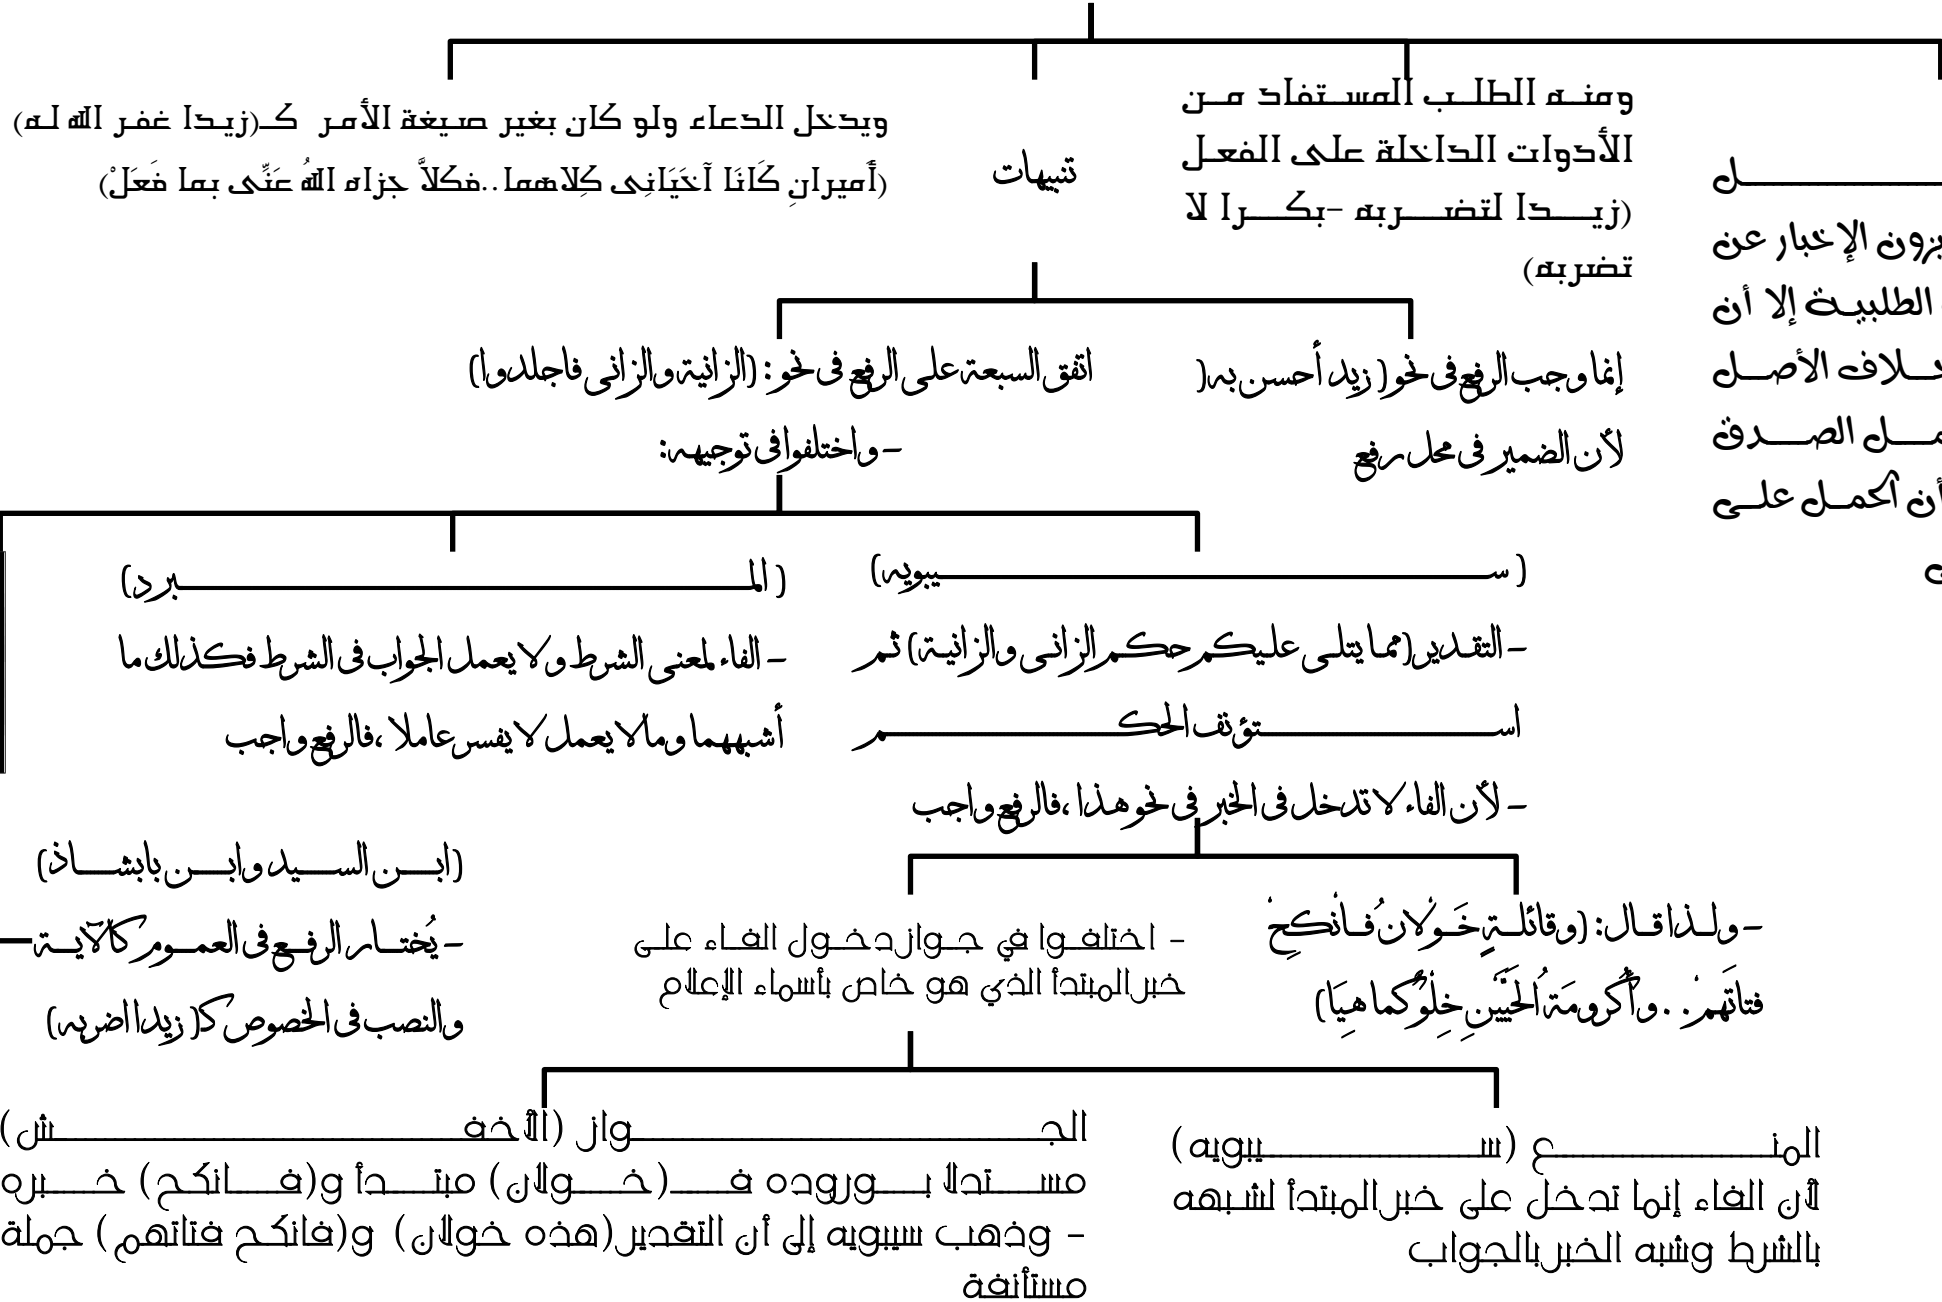 ل
يزون الإخبار عن
الطلبية إلا أن
خلاف الأصل
مل الصدق
أن الحمل على
ومنه الطلب المستفاد من
الأدوات الداخلة على الفعل
(زيدا لتضربه -بكرا لا
تضربه)
تنبيهات
ويدخل الدعاء ولو كان بغير صيغة الأمر كـ(زيدا غفر الله له)
(أَميرانِ كَانَا آخَيَانِى كِلاهما..فكلاًّ جزاه اللهُ عَنِّى بما فَعَلْ)
إنما وجب الرفع فى نحو( زيد أحسن به(
لأن الضمير فى محل رفع
اتفق السبعة على الرفع فى نحو : (الزانية والزانى فاجلدوا)
- واختلفوا فى توجيهه:
( سيبويه)
- التقدير(مما يتلى عليكم حكم الزانى والزانية) ثم
استؤنف الحكم
- لأن الفاء لا تدخل فى الخبر فى نحو هذا ،فالرفع واجب
( المبرد)
- الفاء لمعنى الشرط ولا يعمل الجواب فى الشرط فكذلك ما
أشبههما وما لا يعمل لا يفسر عاملا ،فالرفع واجب
(ابن السيد وابن بابشاذ)
- يُختار الرفع فى العموم كالآية
والنصب فى الخصوص كـ( زيدا اضربه)
- ولذا قال: (وقائلةٍ خَوْلانُ فانْكِحْ
فتاتَهمْ. . وأُكْرومَةُ الحَيَّينِ خِلْوٌ كما هِيَا)
- اختلفوا في جواز دخول الفاء على
خبر المبتدأ الذي هو خاص بأسماء الإعلام
المنع (سيبويه)
لأن الفاء إنما تدخل على خبر المبتدأ لشبهه
بالشرط وشبه الخبر بالجواب
الجواز (الأخفش)
مستدلا بوروده فـ(خولان) مبتدأ و(فانكح) خبره
- وذهب سيبويه إلى أن التقدير(هذه خولان) و(فانكح فتاتهم) جملة
مستأنفة